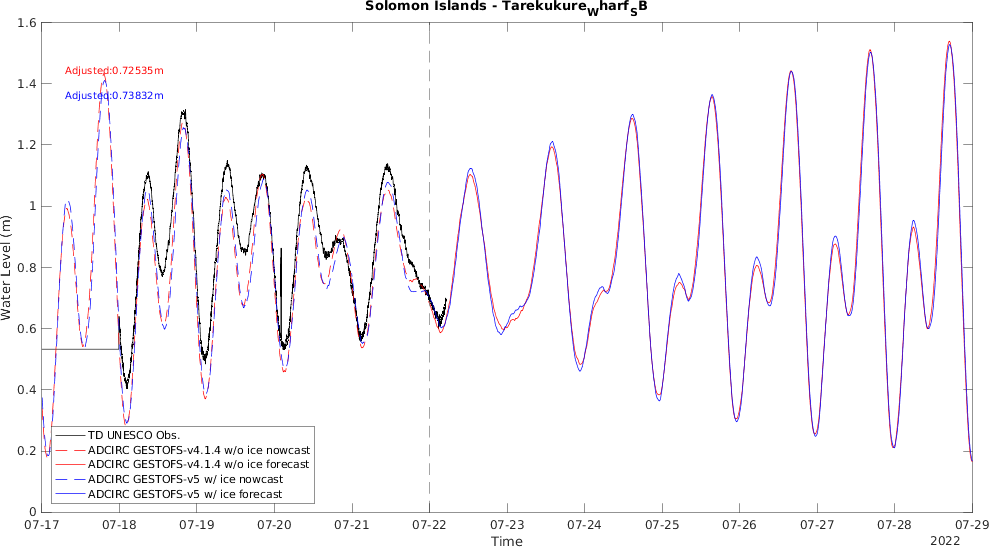 Solomon Islands - Tarekukure_Wharf_SB
1.6
1.4
1.2
1
0.8
0.6
0.4
0.2
0
Water Level (m)
Adjusted:0.72535m
Adjusted:0.73832m
TD UNESCO Obs.
ADCIRC GESTOFS-v4.1.4 w/o ice nowcast
ADCIRC GESTOFS-v4.1.4 w/o ice forecast
ADCIRC GESTOFS-v5 w/ ice nowcast
ADCIRC GESTOFS-v5 w/ ice forecast
07-17 07-18 07-19 07-20 07-21 07-22 07-23 07-24 07-25 07-26 07-27 07-28 07-29
Time
2022